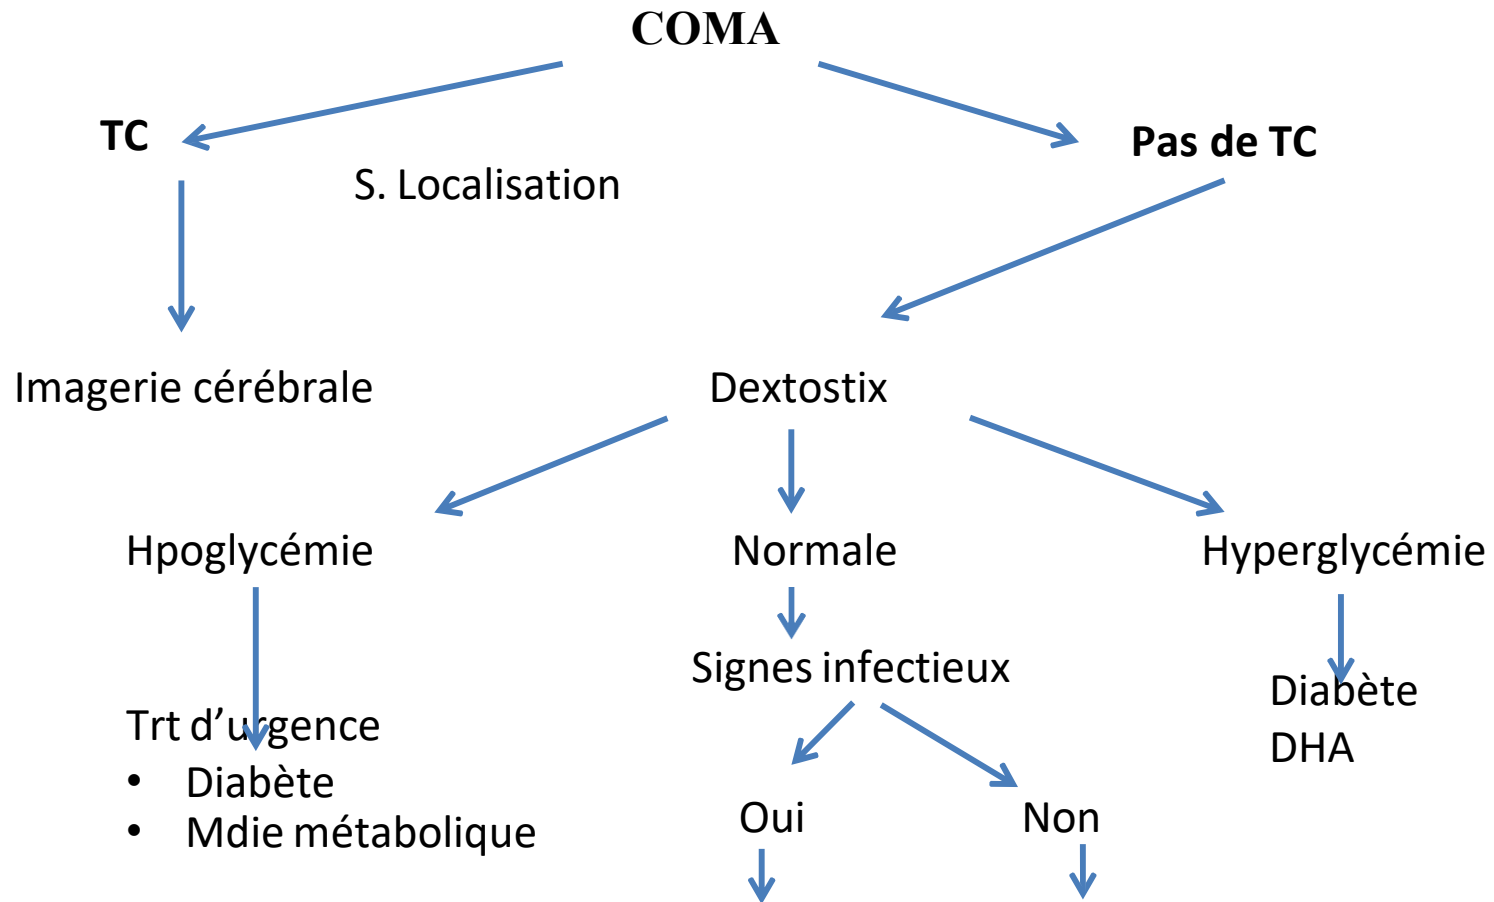 COMA
TC
Pas de TC
S. Localisation
Imagerie cérébrale
Dextostix
Hpoglycémie
Normale
Hyperglycémie
Signes infectieux
Diabète
DHA
Trt d’urgence
• Diabète
• Mdie métabolique
Oui
Non